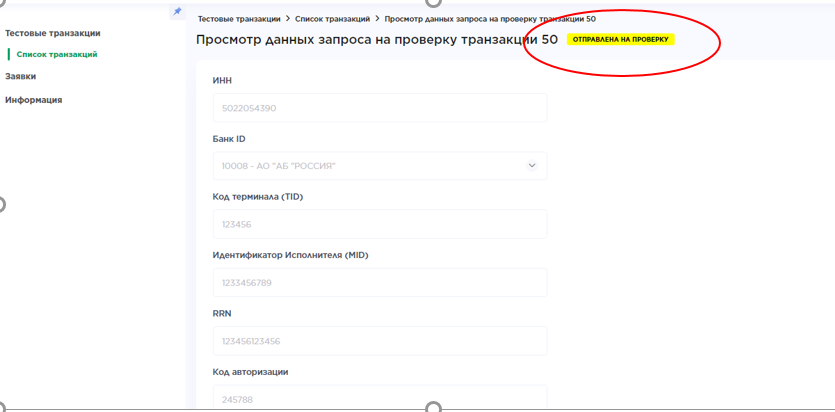 Тестовые транзакции > Список транзакций > Просмотр данных запроса на проверку транзакции 50
Тестовые транзакции
Список транзакций
Заявки
Информация
Просмотр данных запроса на проверку транзакции 50 ОТПРАВЛЕНА НА ПРОВЕРКУ
ИНН
5022054390
Банк ID
10008 - АО "АБ "РОССИЯ"
Код терминала (TID)
123456
Идентификатор Исполнителя (MID)
1233456789
RRN
123456123456
Код авторизации
245788